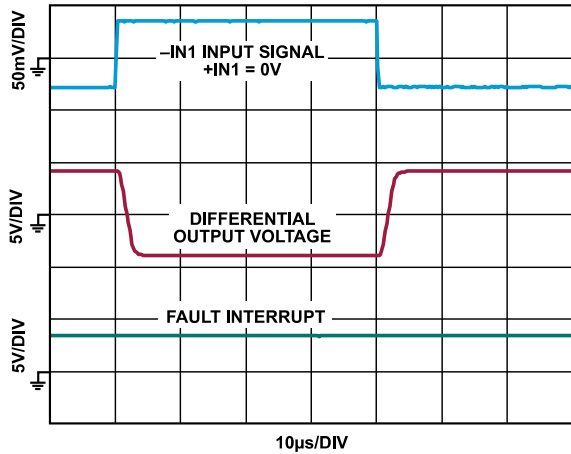 50mV/DIV
–IN1 INPUT SIGNAL
+IN1 = 0V
5V/DIV
DIFFERENTIAL
OUTPUT VOLTAGE
5V/DIV
FAULT INTERRUPT
10µs/DIV